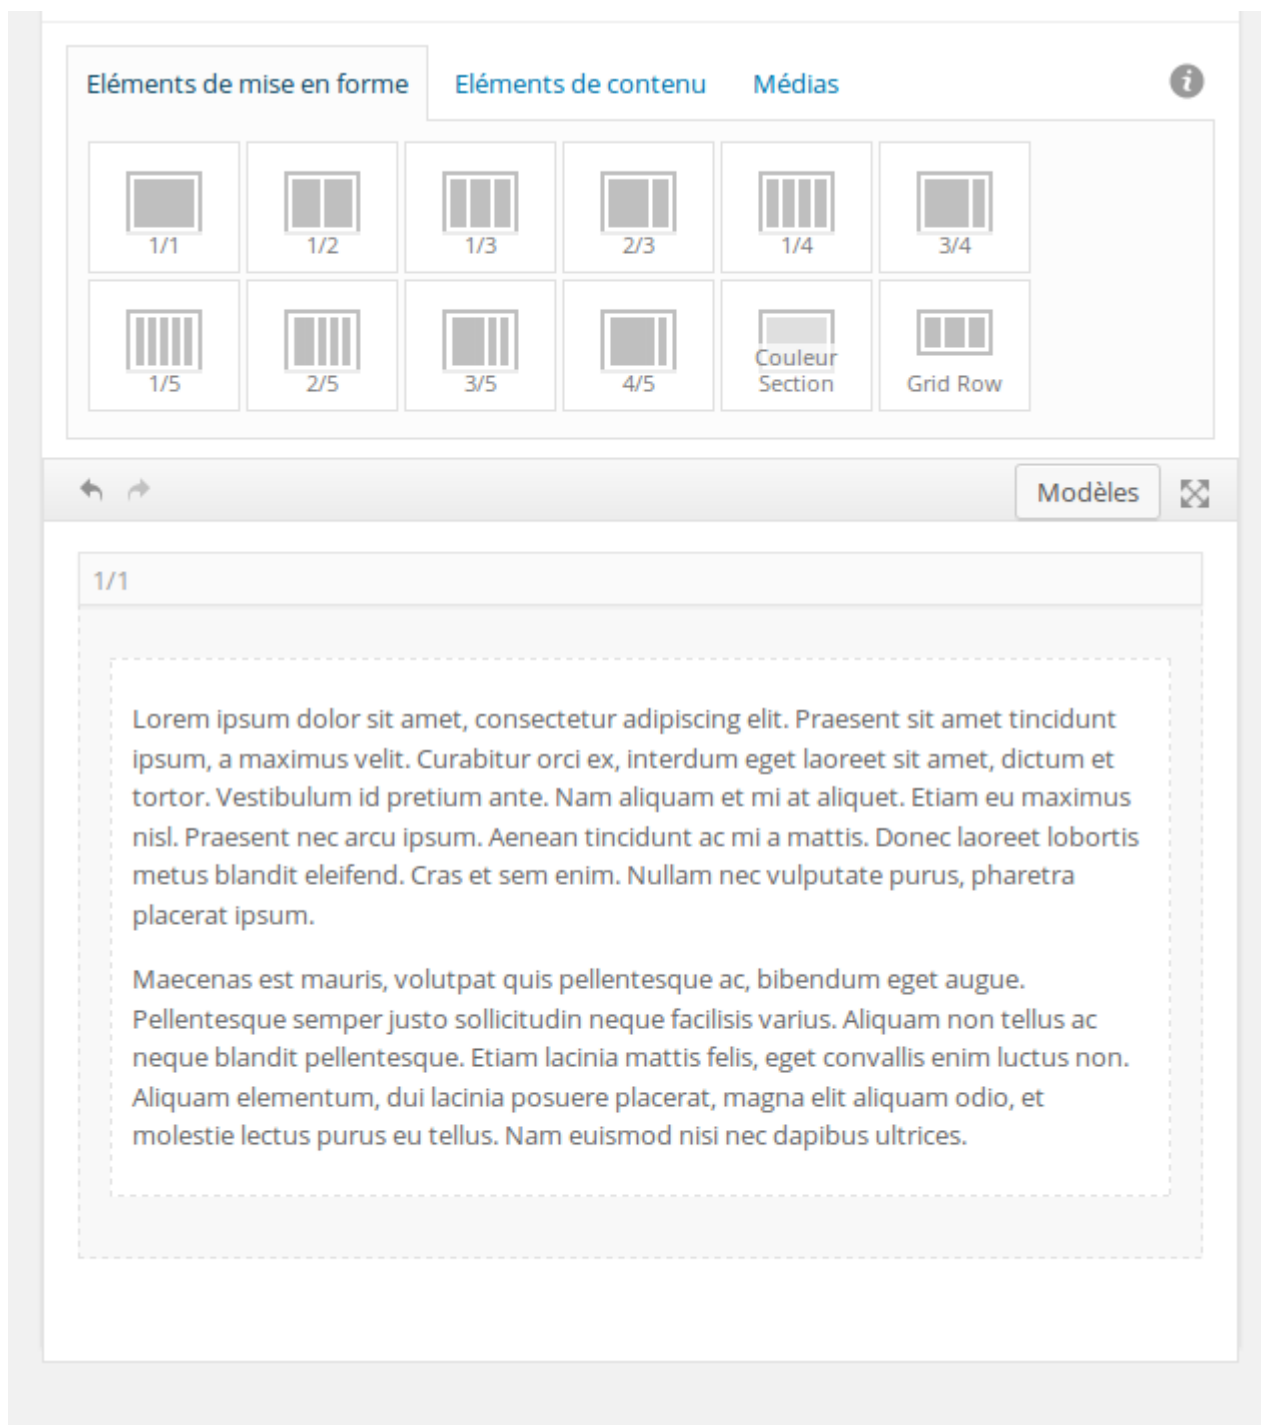 Eléments de mise en forme Eléments de contenu Médias
1/1 1/2 1/3 2/3 1/4 3/4
1/5 2/5 3/5 4/5 Couleur Section Grid Row
Modèles
1/1
Lorem ipsum dolor sit amet, consectetur adipiscing elit. Praesent sit amet tincidunt
ipsum, a maximus velit. Curabitur orci ex, interdum eget laoreet sit amet, dictum et
tortor. Vestibulum id pretium ante. Nam aliquam et mi at aliquet. Etiam eu maximus
nisl. Praesent nec arcu ipsum. Aenean tincidunt ac mi a mattis. Donec laoreet lobortis
metus blandit eleifend. Cras et sem enim. Nullam nec vulputate purus, pharetra
placerat ipsum.
Maecenas est mauris, volutpat quis pellentesque ac, bibendum eget augue.
Pellentesque semper justo sollicitudin neque facilisis varius. Aliquam non tellus ac
neque blandit pellentesque. Etiam lacinia mattis felis, eget convallis enim luctus non.
Aliquam elementum, dui lacinia posuere placerat, magna elit aliquam odio, et
molestie lectus purus eu tellus. Nam euismod nisi nec dapibus ultrices.